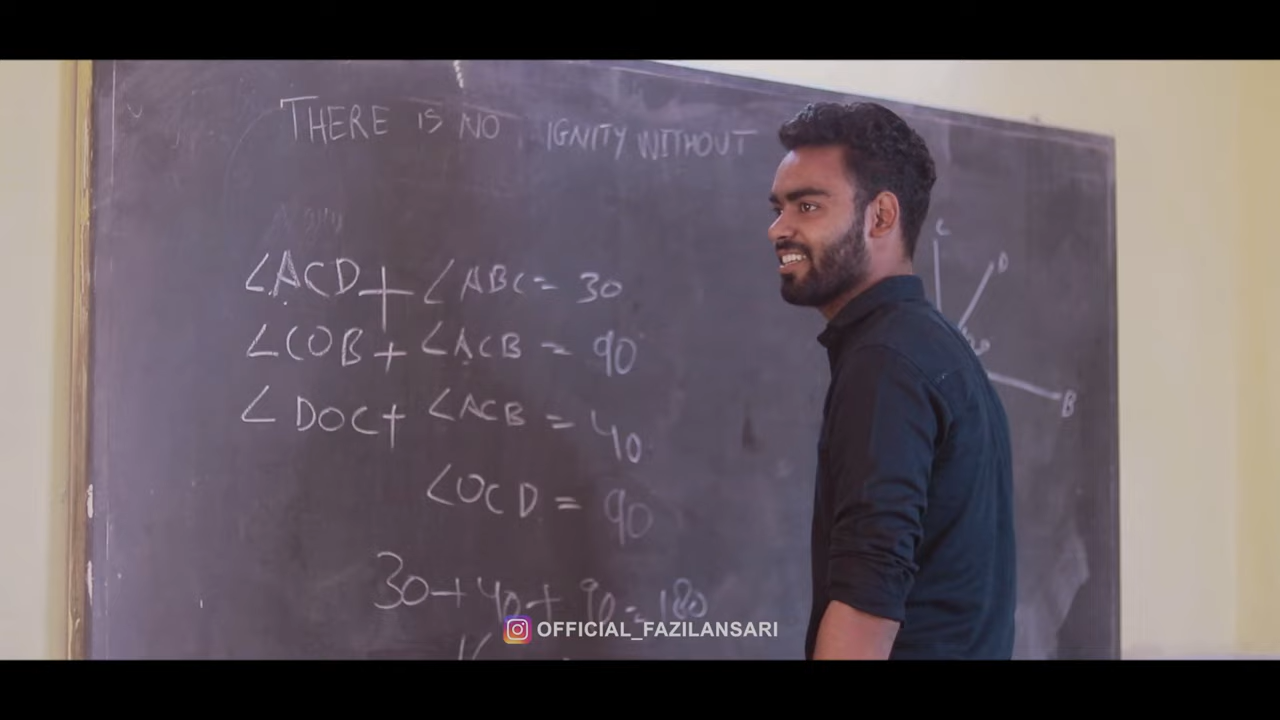 THERE IS NO IGNITY WITHOUT
∠ACD + ∠ABC = 30
∠COB + ∠ACB = 90
∠DOC + ∠ACB = 40
∠OCD = 90
30 + 40 + 90 = 180
C
D
B
OFFICIAL_FAZILANSARI